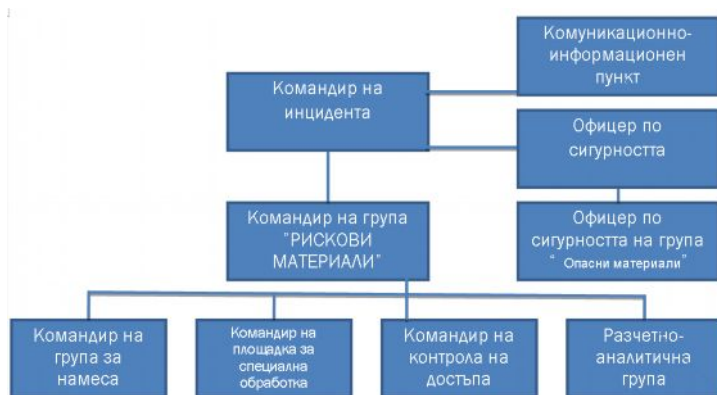 Комуникационно-
информационен
пункт
Командир на
инцидента
Офицер по
сигурността
Командир на група
"РИСКОВИ
МАТЕРИАЛИ"
Офицер по
сигурността на група
" Опасни материали"
Командир на
група за
намеса
Командир на
площадка за
специална
обработка
Командир на
контрола на
достъпа
Разчетно-
аналитична
група